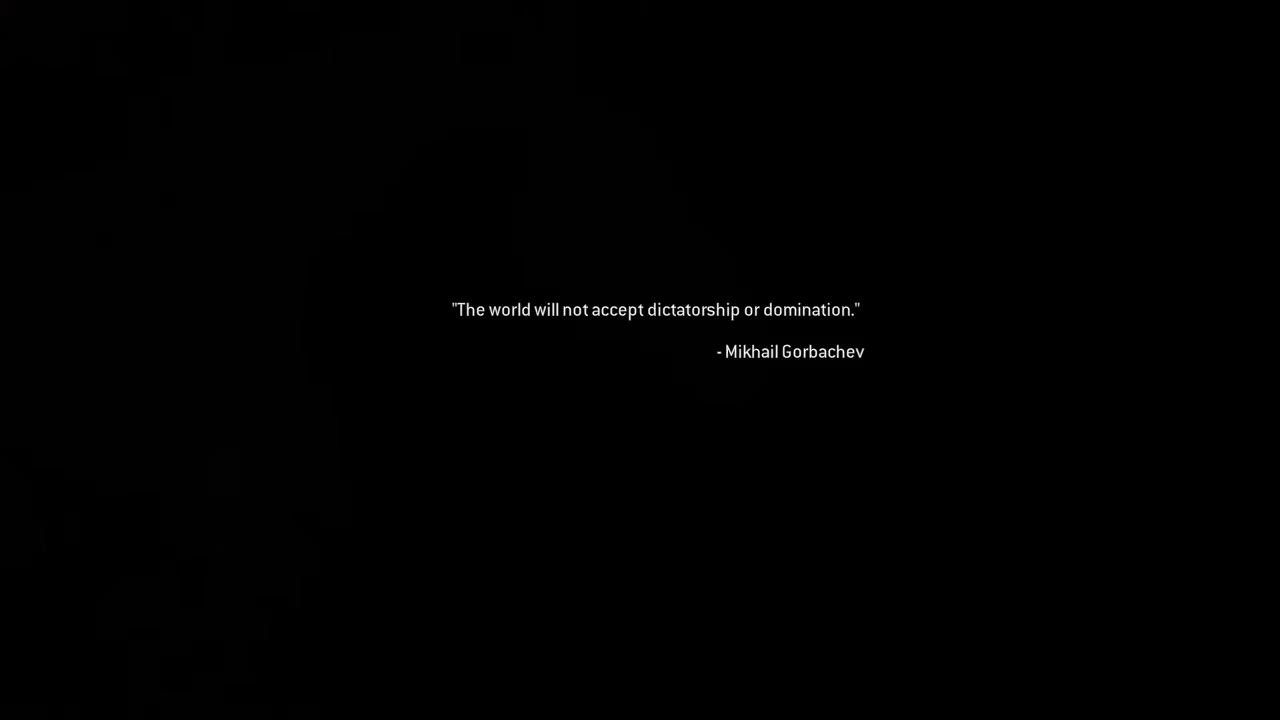 "The world will not accept dictatorship or domination."
- Mikhail Gorbachev